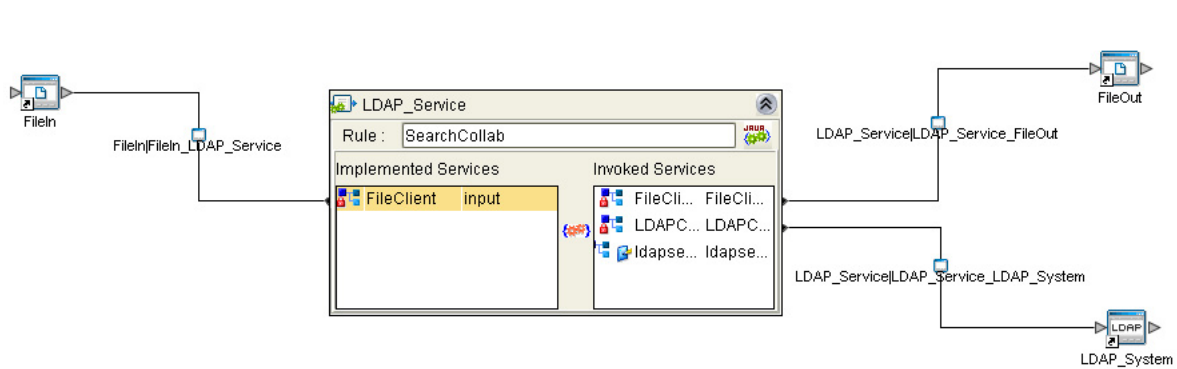 FileIn
FileIn|FileIn_LDAP_Service
LDAP_Service
Rule :
SearchCollab
JAVA
Implemented Services
FileClient input
Invoked Services
FileCli... FileCli...
LDAPC... LDAPC...
ldapse... ldapse...
LDAP_Service|LDAP_Service_FileOut
FileOut
LDAP_Service|LDAP_Service_LDAP_System
LDAP
LDAP_System